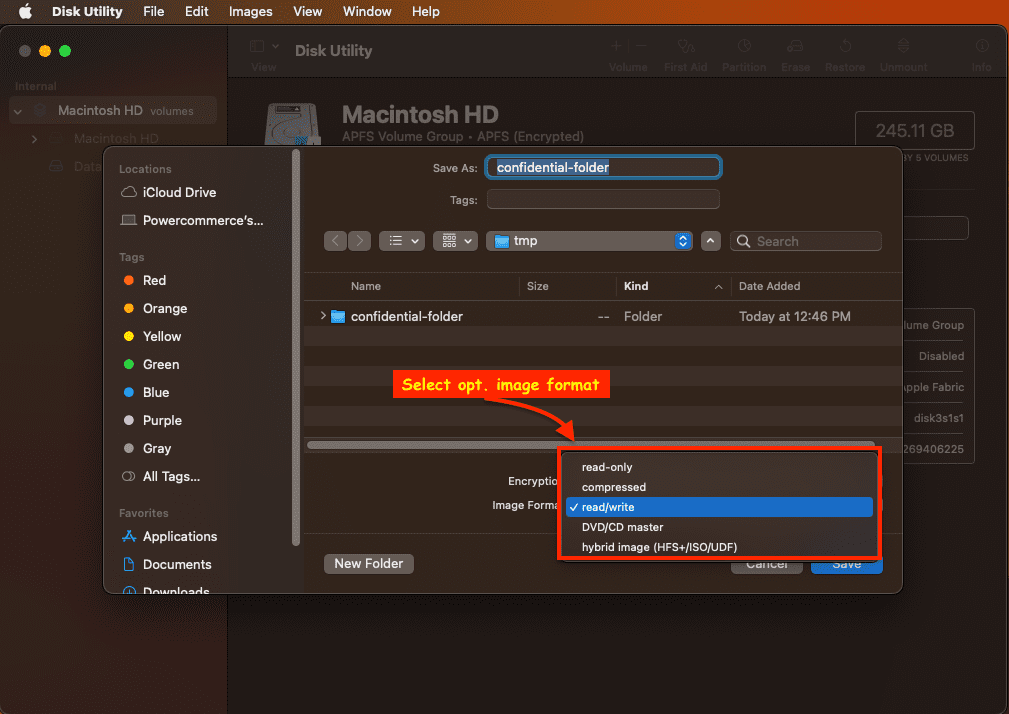 Disk Utility File Edit Images View Window Help
Disk Utility
View
Volume First Aid Partition Erase Restore Unmount Info
Internal
Macintosh HD volumes
Macintosh HD
Data
Macintosh HD
APFS Volume Group • APFS (Encrypted)
245.11 GB
BY 5 VOLUMES
Locations
iCloud Drive
Powercommerce's...
Tags
Red
Orange
Yellow
Green
Blue
Purple
Gray
All Tags...
Favorites
Applications
Documents
Downloads
Save As: confidential-folder
Tags:
tmp
Search
Name Size Kind Date Added
confidential-folder -- Folder Today at 12:46 PM
Select opt. image format
Encryptio
Image Forma
read-only
compressed
✓ read/write
DVD/CD master
hybrid image (HFS+/ISO/UDF)
New Folder
Cancel Save
lume Group
Disabled
Apple Fabric
disk3s1s1
269406225